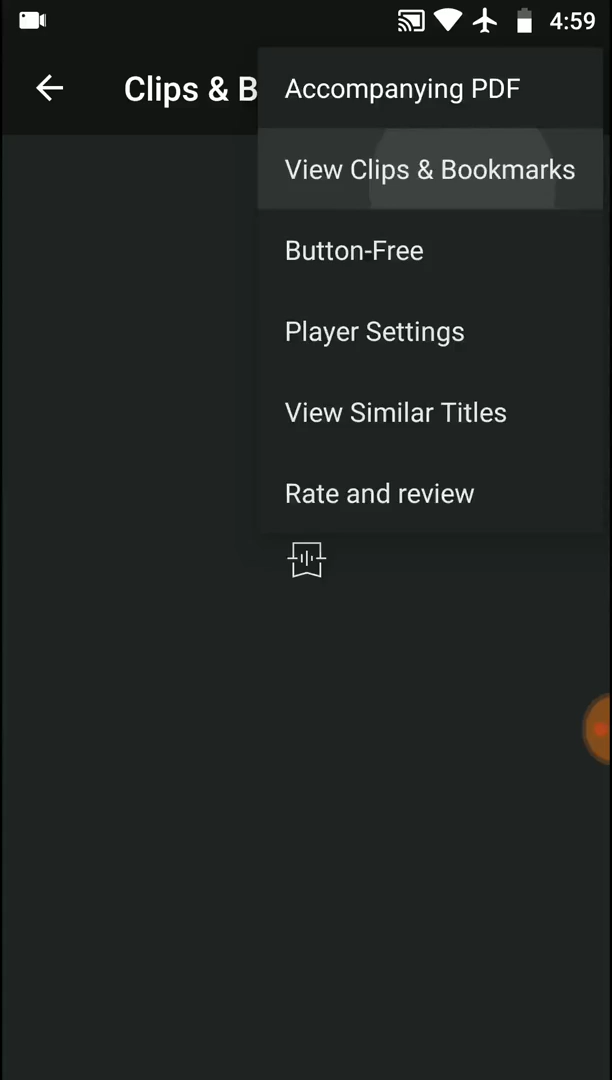 4:59
Clips & B
Accompanying PDF
View Clips & Bookmarks
Button-Free
Player Settings
View Similar Titles
Rate and review